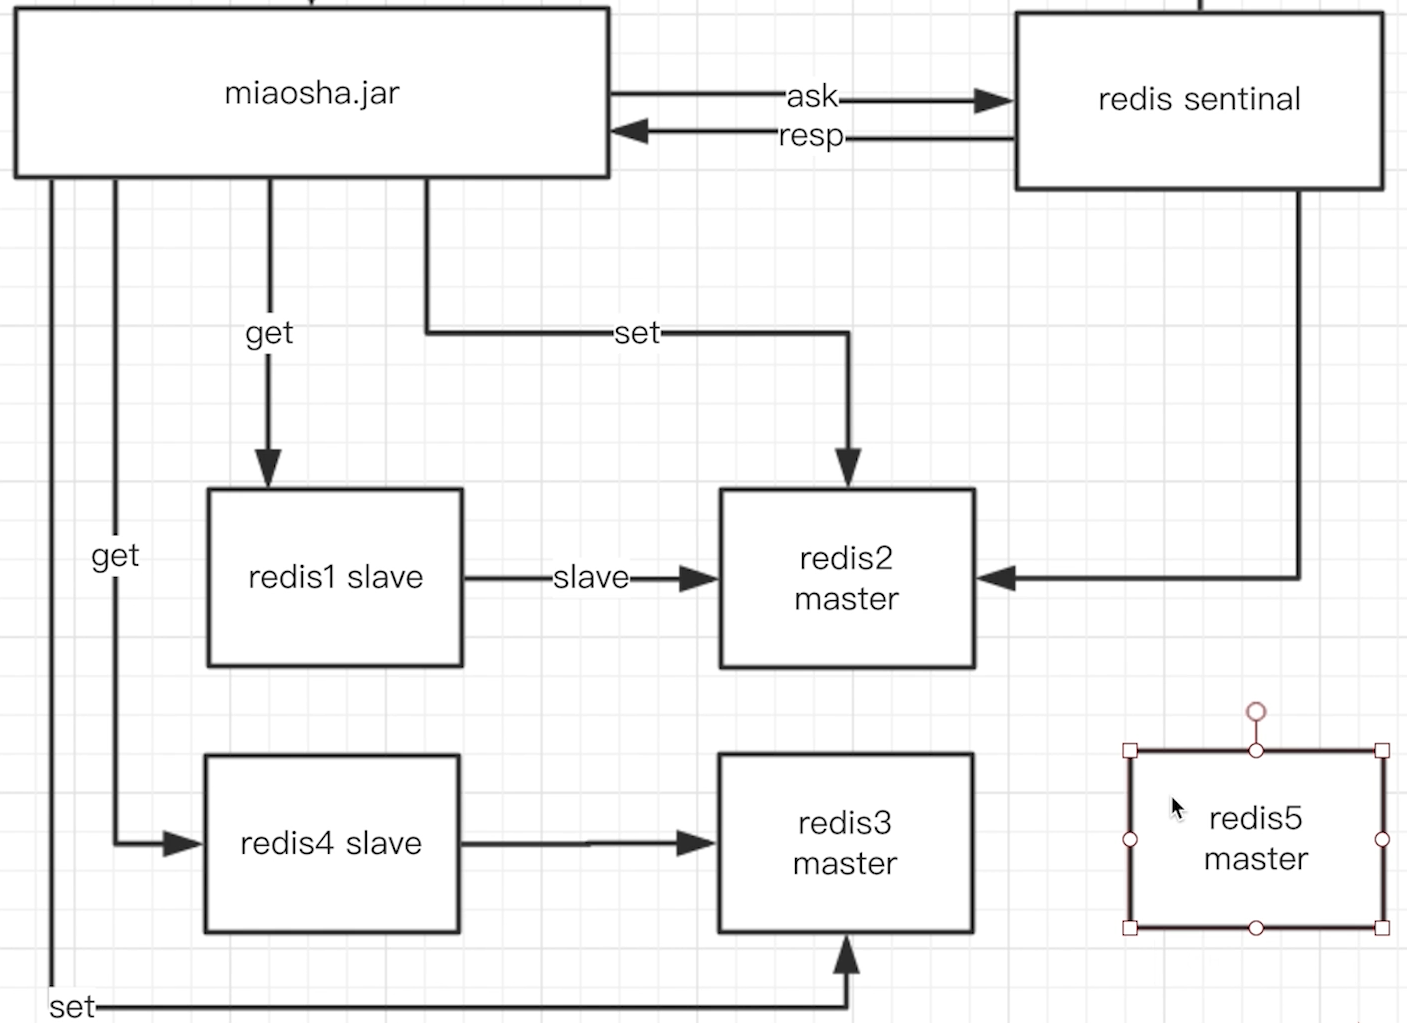 miaosha.jar
ask
resp
redis sentinal
get
set
get
redis1 slave
slave
redis2
master
redis4 slave
redis3
master
redis5
master
set